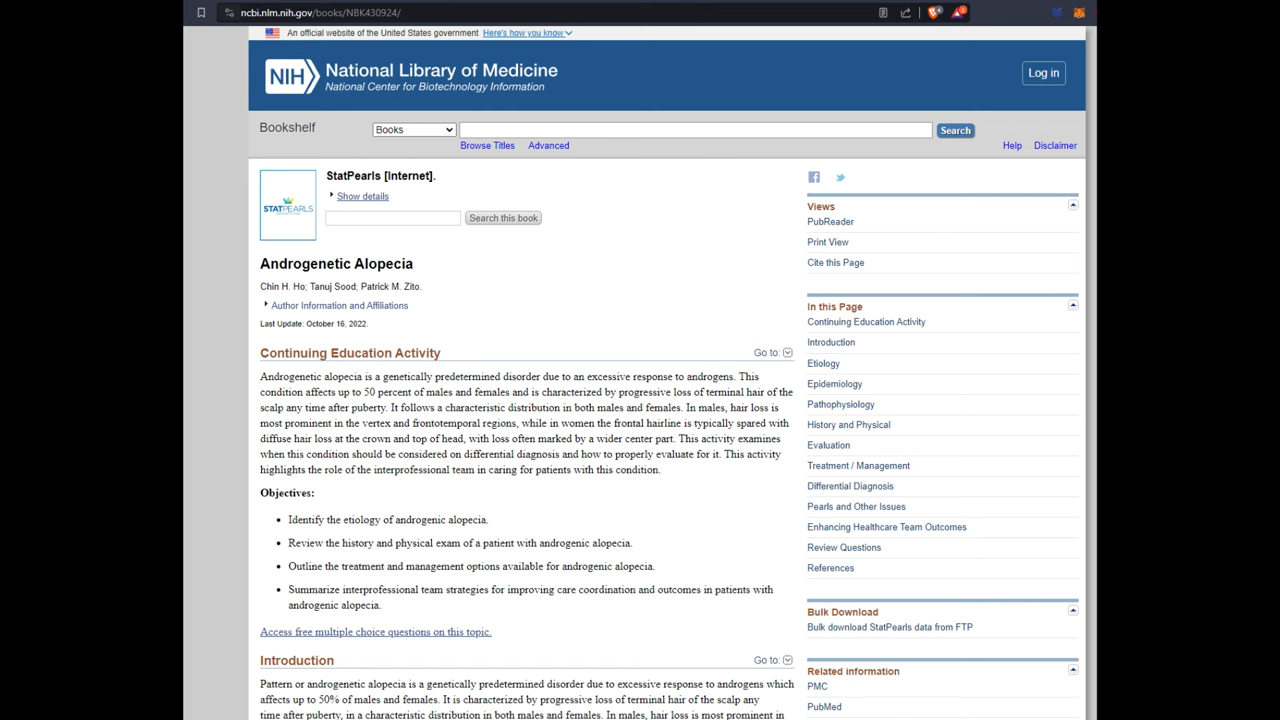 ncbi.nlm.nih.gov/books/NBK430924/
4
2
An official website of the United States government Here's how you know
NIH National Library of Medicine
National Center for Biotechnology Information
Log in
Bookshelf
Books
Search
Browse Titles Advanced
Help Disclaimer
STATPEARLS
StatPearls [Internet].
Show details
Search this book
Androgenetic Alopecia
Chin H. Ho; Tanuj Sood; Patrick M. Zito.
Author Information and Affiliations
Last Update: October 16, 2022.
Continuing Education Activity Go to:
Androgenetic alopecia is a genetically predetermined disorder due to an excessive response to androgens. This
condition affects up to 50 percent of males and females and is characterized by progressive loss of terminal hair of the
scalp any time after puberty. It follows a characteristic distribution in both males and females. In males, hair loss is
most prominent in the vertex and frontotemporal regions, while in women the frontal hairline is typically spared with
diffuse hair loss at the crown and top of head, with loss often marked by a wider center part. This activity examines
when this condition should be considered on differential diagnosis and how to properly evaluate for it. This activity
highlights the role of the interprofessional team in caring for patients with this condition.
Objectives:
• Identify the etiology of androgenic alopecia.
• Review the history and physical exam of a patient with androgenic alopecia.
• Outline the treatment and management options available for androgenic alopecia.
• Summarize interprofessional team strategies for improving care coordination and outcomes in patients with
androgenic alopecia.
Access free multiple choice questions on this topic.
Introduction Go to:
Pattern or androgenetic alopecia is a genetically predetermined disorder due to excessive response to androgens which
affects up to 50% of males and females. It is characterized by progressive loss of terminal hair of the scalp any
time after puberty, in a characteristic distribution in both males and females. In males, hair loss is most prominent in
Views
PubReader
Print View
Cite this Page
In this Page
Continuing Education Activity
Introduction
Etiology
Epidemiology
Pathophysiology
History and Physical
Evaluation
Treatment / Management
Differential Diagnosis
Pearls and Other Issues
Enhancing Healthcare Team Outcomes
Review Questions
References
Bulk Download
Bulk download StatPearls data from FTP
Related information
PMC
PubMed